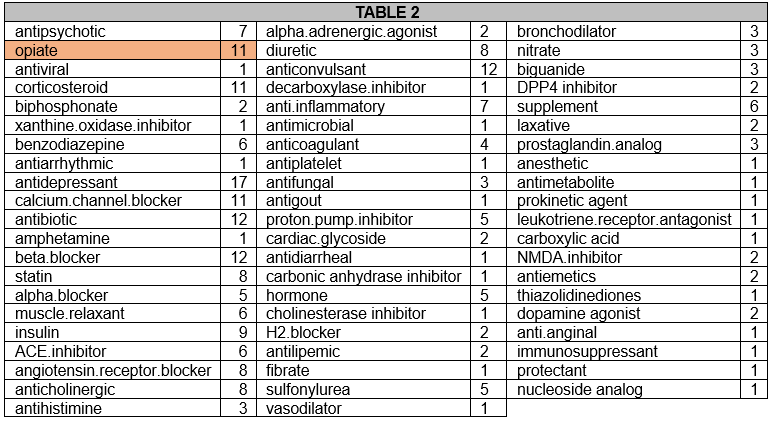 TABLE 2
antipsychotic 7 alpha.adrenergic.agonist 2 bronchodilator 3
opiate 11 diuretic 8 nitrate 3
antiviral 1 anticonvulsant 12 biguanide 3
corticosteroid 11 decarboxylase.inhibitor 1 DPP4 inhibitor 2
biphosphonate 2 anti.inflammatory 7 supplement 6
xanthine.oxidase.inhibitor 1 antimicrobial 1 laxative 2
benzodiazepine 6 anticoagulant 4 prostaglandin.analog 3
antiarrhythmic 1 antiplatelet 1 anesthetic 1
antidepressant 17 antifungal 3 antimetabolite 1
calcium.channel.blocker 11 antigout 1 prokinetic agent 1
antibiotic 12 proton.pump.inhibitor 5 leukotriene.receptor.antagonist 1
amphetamine 1 cardiac.glycoside 2 carboxylic acid 1
beta.blocker 12 antidiarrheal 1 NMDA.inhibitor 2
statin 8 carbonic anhydrase inhibitor 1 antiemetics 2
alpha.blocker 5 hormone 5 thiazolidinediones 1
muscle.relaxant 6 cholinesterase inhibitor 1 dopamine agonist 2
insulin 9 H2.blocker 2 anti.anginal 1
ACE.inhibitor 6 antilipemic 2 immunosuppressant 1
angiotensin.receptor.blocker 8 fibrate 1 protectant 1
anticholinergic 8 sulfonylurea 5 nucleoside analog 1
antihistimine 3 vasodilator 1